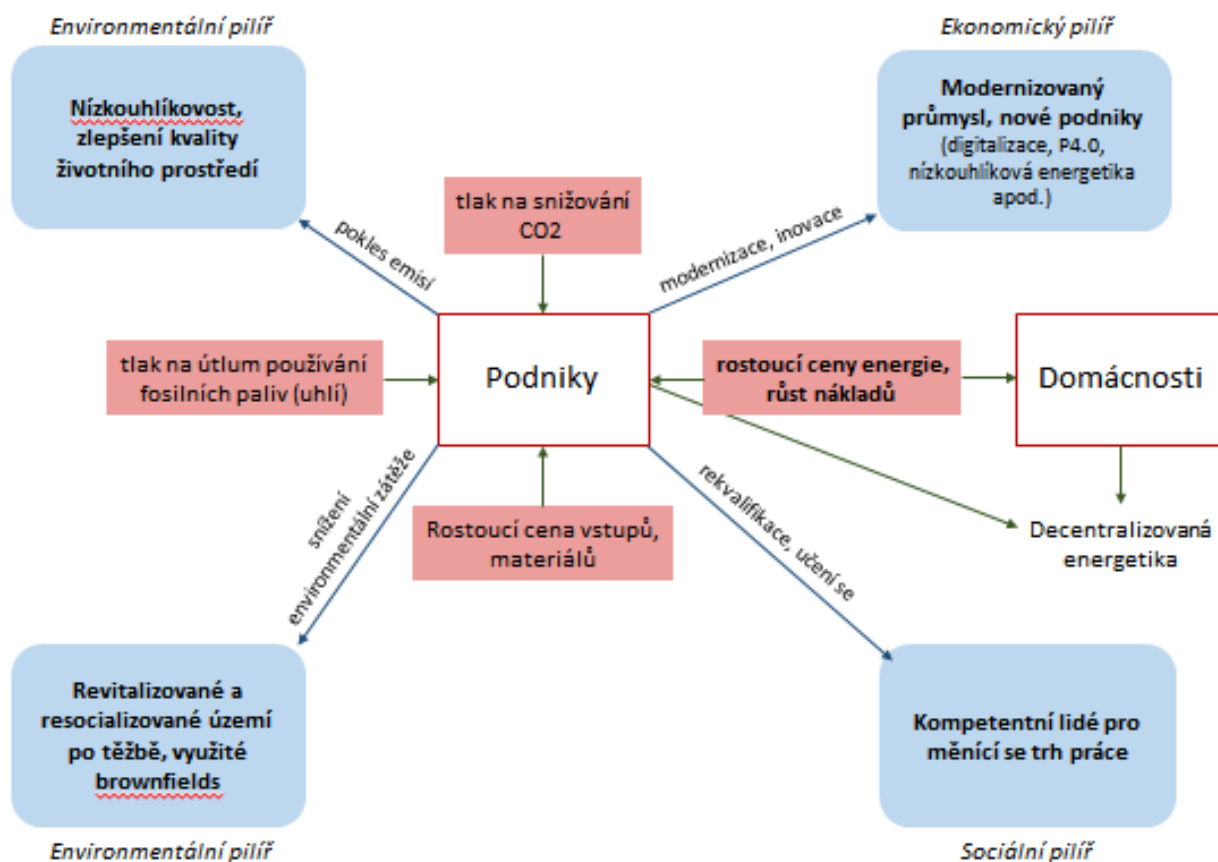 Environmentální pilíř
Ekonomický pilíř
Nízkouhlíkovost,
zlepšení kvality
životního prostředí
Modernizovaný
průmysl, nové podniky
(digitalizace, P4.0,
nízkouhlíková energetika
apod.)
tlak na snižování
CO2
pokles emisí
modernizace, inovace
tlak na útlum používání
fosilních paliv (uhlí)
Podniky
rostoucí ceny energie,
růst nákladů
Domácnosti
snížení
environmentální zátěže
Rostoucí cena vstupů,
materiálů
rekvalifikace, učení se
Decentralizovaná
energetika
Revitalizované a
resocializované území
po těžbě, využité
brownfields
Kompetentní lidé pro
měnící se trh práce
Environmentální pilíř
Sociální pilíř